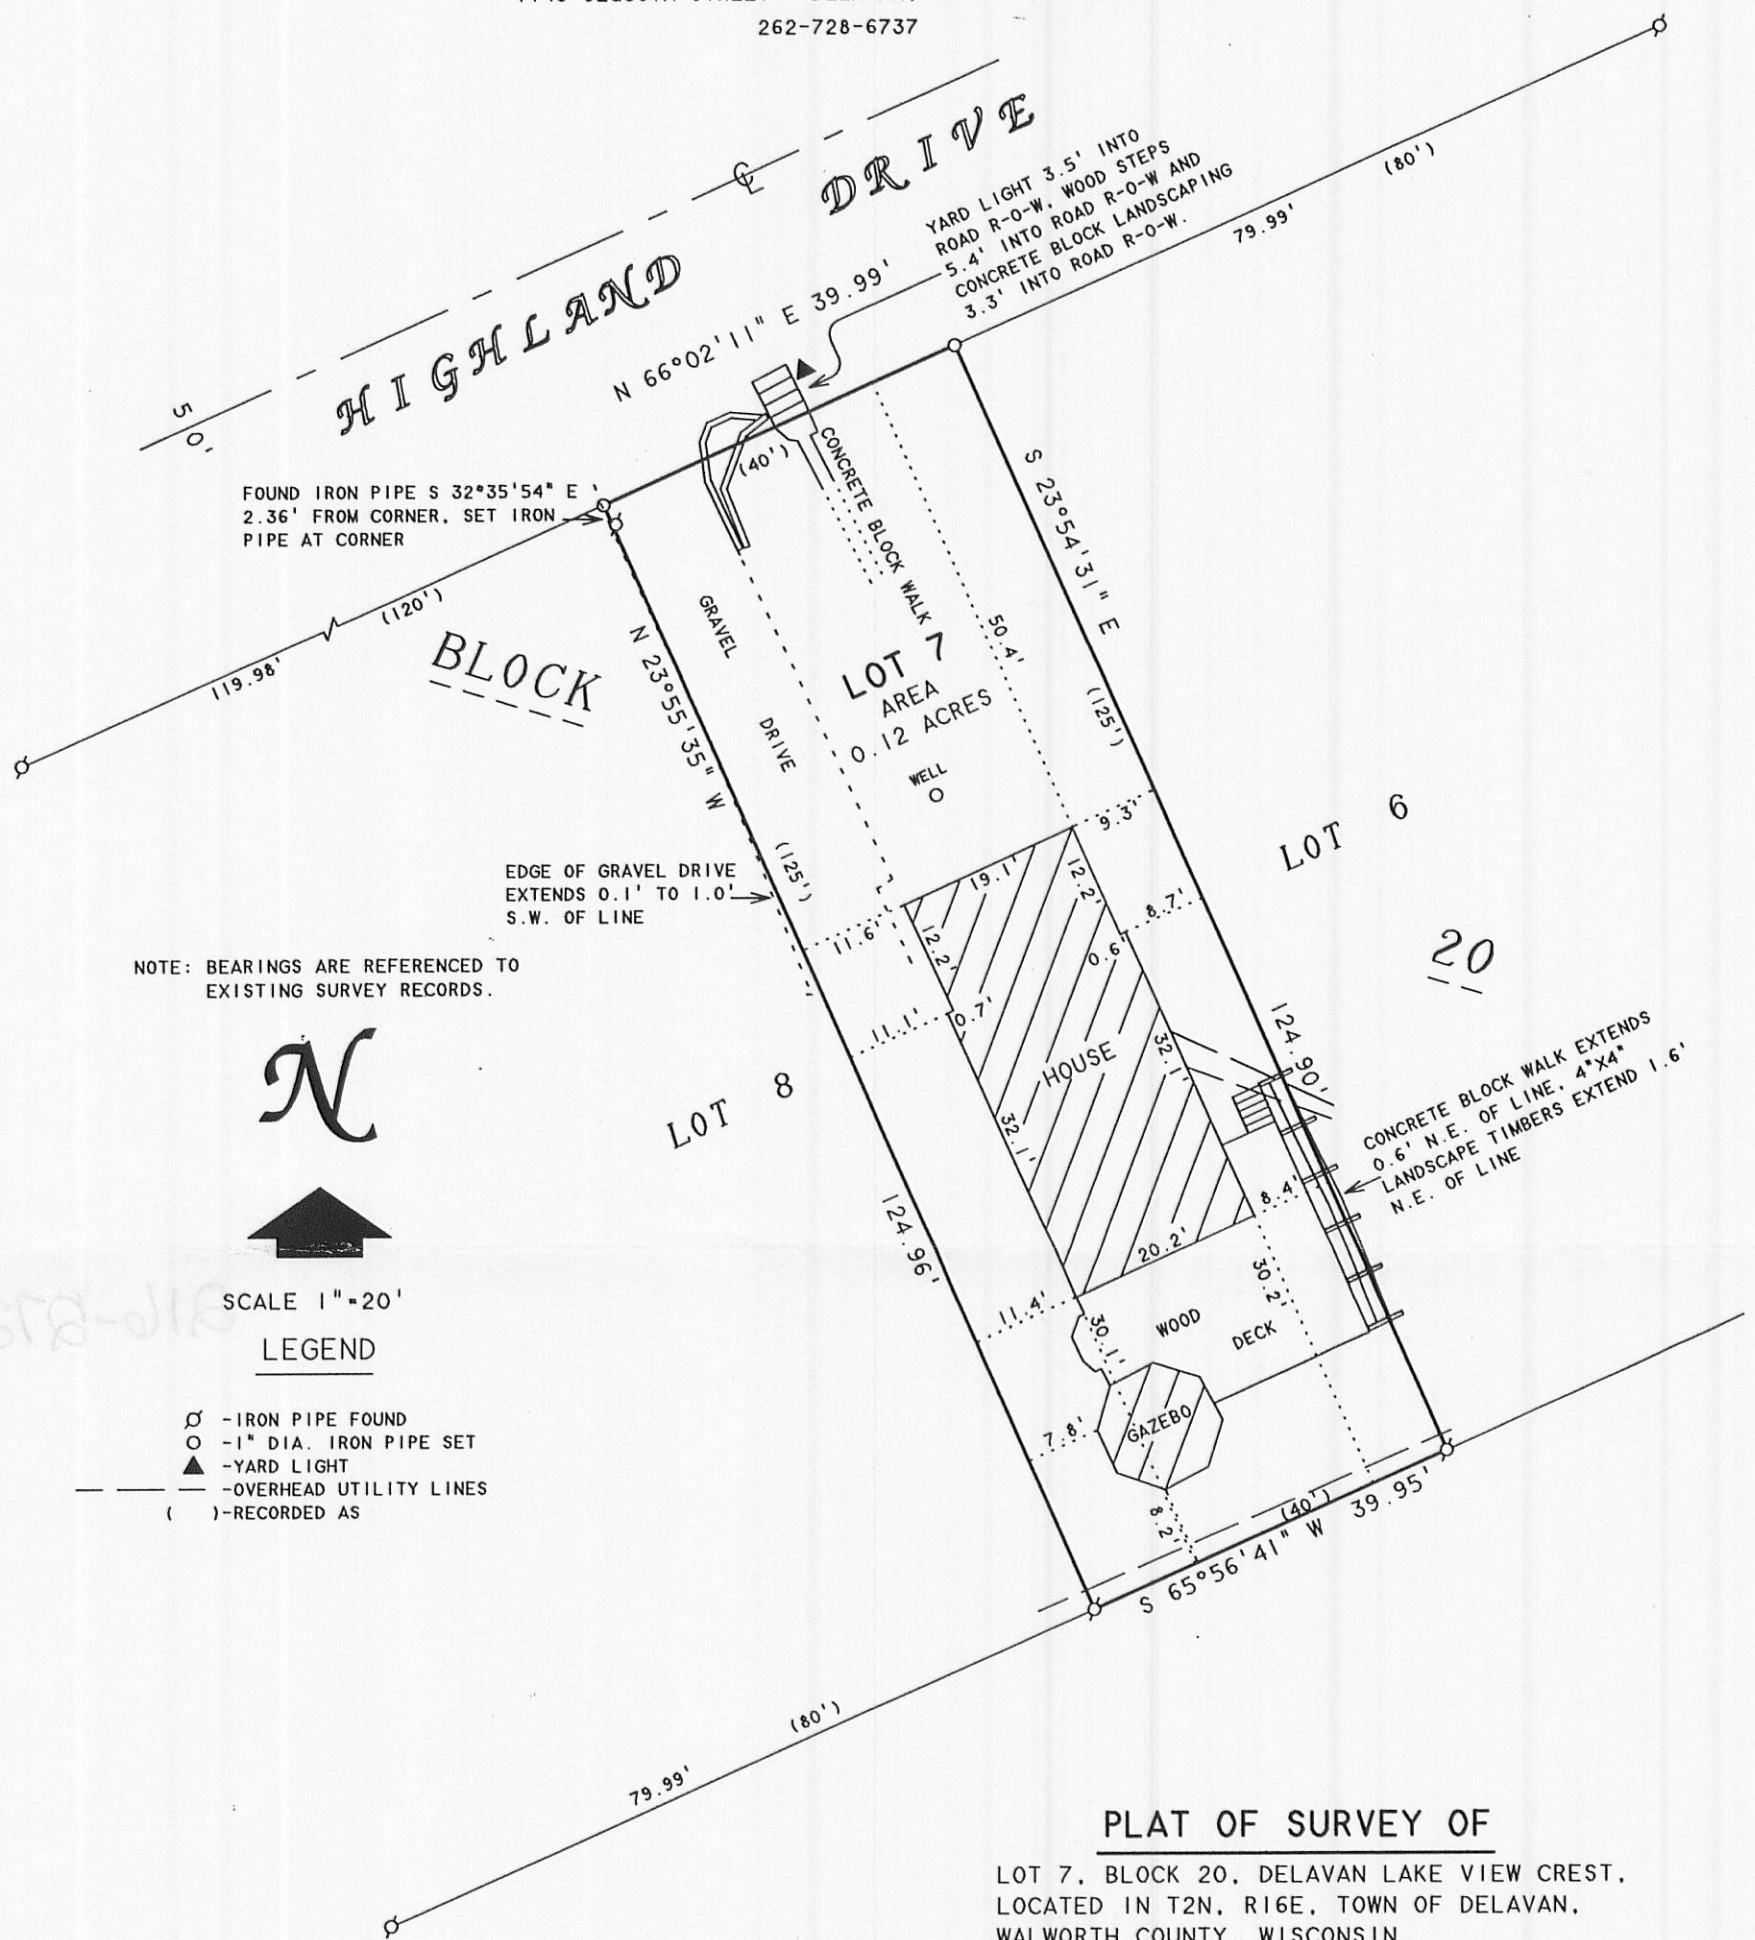 262-728-6737
HIGHLAND DRIVE
50'
YARD LIGHT 3.5' INTO
ROAD R-O-W, WOOD STEPS
5.4' INTO ROAD R-O-W AND
CONCRETE BLOCK LANDSCAPING
3.3' INTO ROAD R-O-W.
(80')
79.99'
N 66°02'11" E 39.99'
(40')
FOUND IRON PIPE S 32°35'54" E
2.36' FROM CORNER, SET IRON
PIPE AT CORNER
(120')
119.98'
BLOCK
N 23°55'35" W
(125')
GRAVEL
DRIVE
CONCRETE BLOCK WALK
S 23°54'31" E
(125')
50.4'
LOT 7
AREA
0.12 ACRES
WELL
9.3'
LOT 6
20
EDGE OF GRAVEL DRIVE
EXTENDS 0.1' TO 1.0'
S.W. OF LINE
19.1'
12.2'
8.7'
11.6'
12.2'
0.6'
11.1'
0.7'
HOUSE
32.1'
32.1'
124.90'
NOTE: BEARINGS ARE REFERENCED TO
EXISTING SURVEY RECORDS.
N
LOT 8
CONCRETE BLOCK WALK EXTENDS
0.6' N.E. OF LINE, 4"X4"
LANDSCAPE TIMBERS EXTEND 1.6'
N.E. OF LINE
8.4'
20.2'
124.96'
11.4'
30.1'
30.2'
WOOD
DECK
7.8'
GAZEBO
8.2'
(40')
S 65°56'41" W 39.95'
SCALE 1"=20'
LEGEND
-IRON PIPE FOUND
-1" DIA. IRON PIPE SET
-YARD LIGHT
-OVERHEAD UTILITY LINES
( )-RECORDED AS
(80')
79.99'
PLAT OF SURVEY OF
LOT 7, BLOCK 20, DELAVAN LAKE VIEW CREST,
LOCATED IN T2N, R16E, TOWN OF DELAVAN,
WALWORTH COUNTY, WISCONSIN